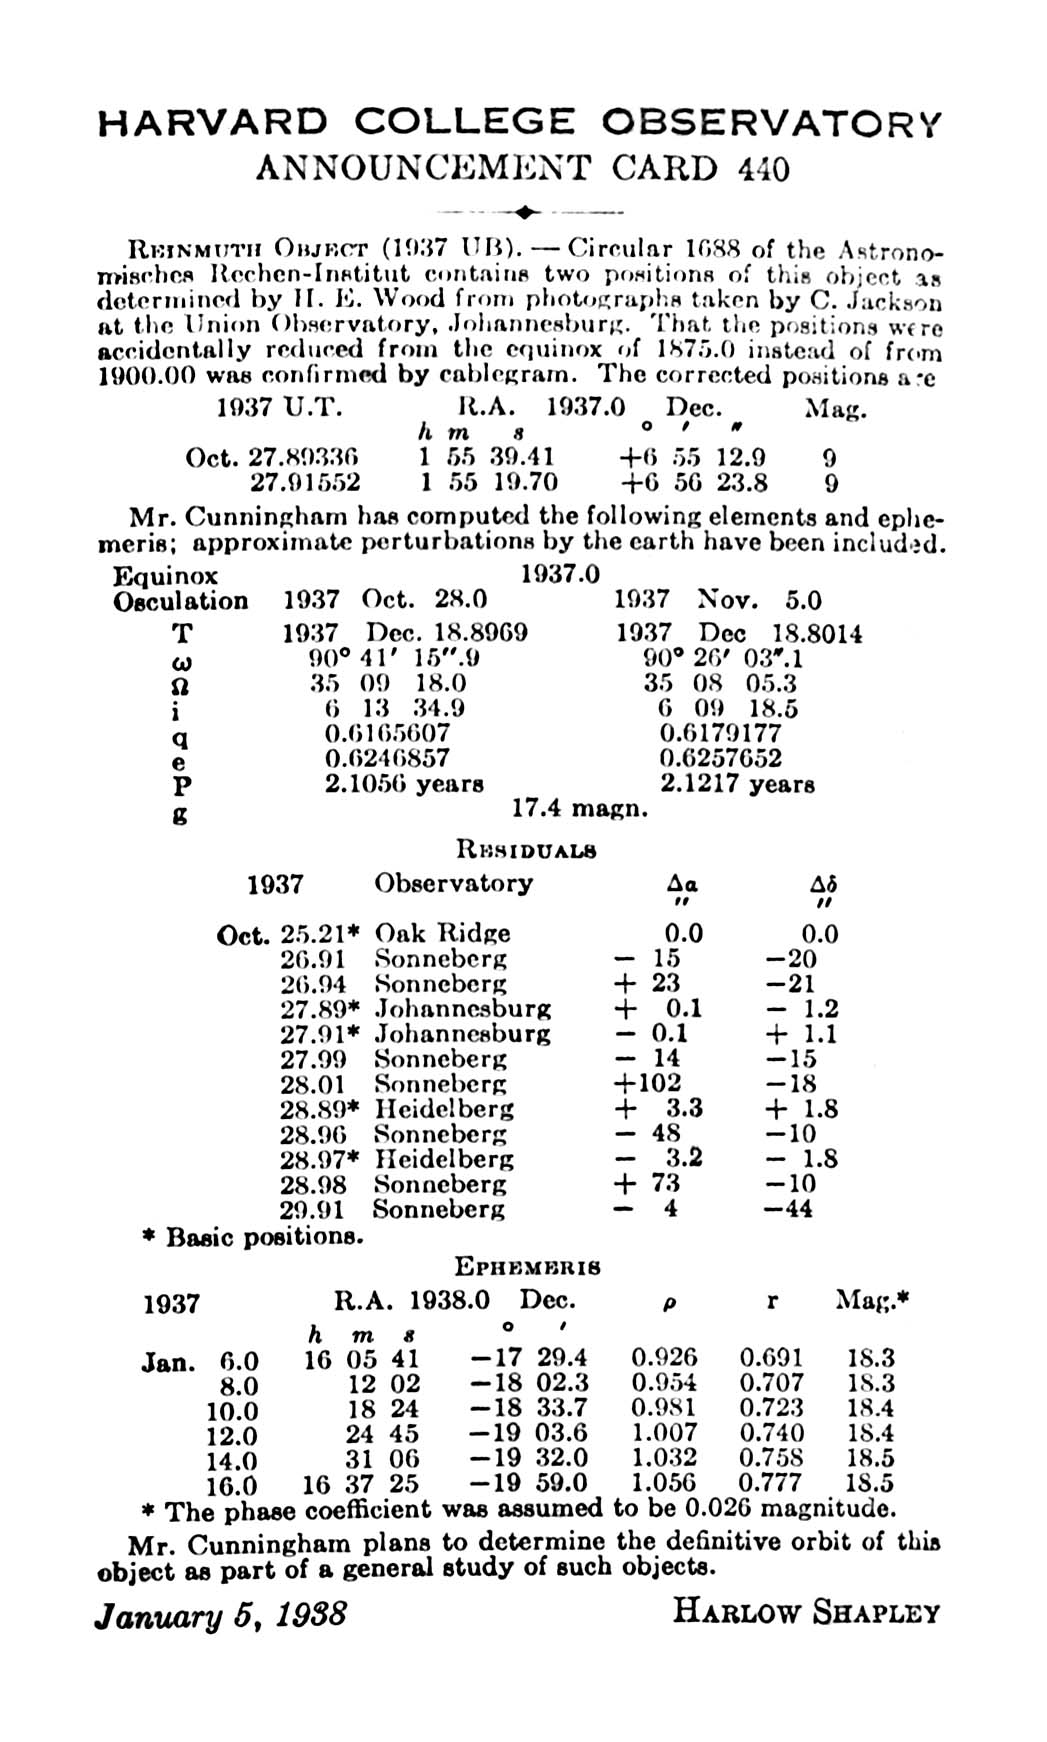 HARVARD COLLEGE OBSERVATORY
ANNOUNCEMENT CARD 440
REINMUTH OBJECT (1937 UB). — Circular 1688 of the Astrono-
misches Rechen-Institut contains two positions of this object as
determined by H. E. Wood from photographs taken by C. Jackson
at the Union Observatory, Johannesburg. That the positions were
accidentally reduced from the equinox of 1875.0 instead of from
1900.00 was confirmed by cablegram. The corrected positions are
1937 U.T. R.A. 1937.0 Dec. Mag.
h m s ° ′ ″
Oct. 27.89336 1 55 39.41 +6 55 12.9 9
27.91552 1 55 19.70 +6 56 23.8 9
Mr. Cunningham has computed the following elements and ephe-
meris; approximate perturbations by the earth have been included.
Equinox 1937.0
Osculation 1937 Oct. 28.0 1937 Nov. 5.0
T 1937 Dec. 18.8969 1937 Dec 18.8014
ω 90° 41′ 15″.9 90° 26′ 03″.1
Ω 35 09 18.0 35 08 05.3
i 6 13 34.9 6 09 18.5
q 0.6165607 0.6179177
e 0.6246857 0.6257652
P 2.1056 years 2.1217 years
g 17.4 magn.
RESIDUALS
1937 Observatory Δα Δδ
″ ″
Oct. 25.21* Oak Ridge 0.0 0.0
26.91 Sonneberg − 15 −20
26.94 Sonneberg + 23 −21
27.89* Johannesburg + 0.1 − 1.2
27.91* Johannesburg − 0.1 + 1.1
27.99 Sonneberg − 14 −15
28.01 Sonneberg +102 −18
28.89* Heidelberg + 3.3 + 1.8
28.96 Sonneberg − 48 −10
28.97* Heidelberg − 3.2 − 1.8
28.98 Sonneberg + 73 −10
29.91 Sonneberg − 4 −44
* Basic positions.
EPHEMERIS
1937 R.A. 1938.0 Dec. ρ r Mag.*
h m s ° ′
Jan. 6.0 16 05 41 −17 29.4 0.926 0.691 18.3
8.0 12 02 −18 02.3 0.954 0.707 18.3
10.0 18 24 −18 33.7 0.981 0.723 18.4
12.0 24 45 −19 03.6 1.007 0.740 18.4
14.0 31 06 −19 32.0 1.032 0.758 18.5
16.0 16 37 25 −19 59.0 1.056 0.777 18.5
* The phase coefficient was assumed to be 0.026 magnitude.
Mr. Cunningham plans to determine the definitive orbit of this
object as part of a general study of such objects.
January 5, 1938 HARLOW SHAPLEY